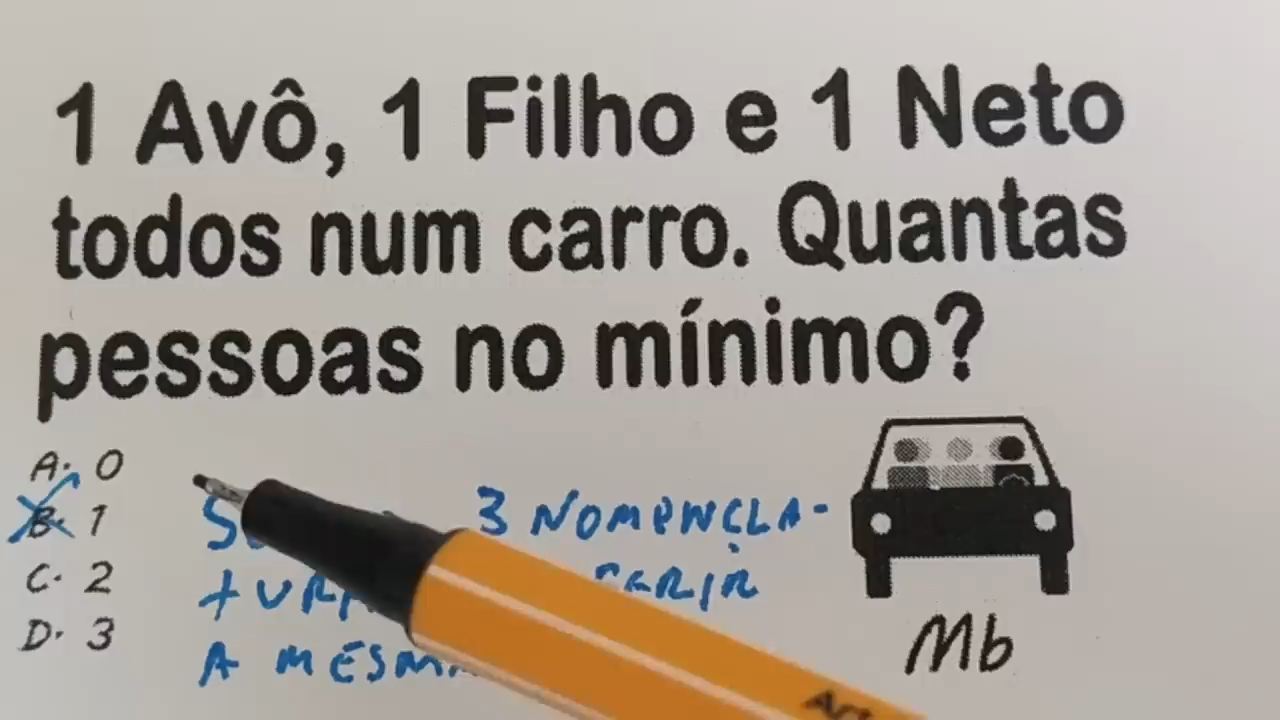 1 Avô, 1 Filho e 1 Neto
todos num carro. Quantas
pessoas no mínimo?
A. 0
B. 1
C. 2
D. 3
3 NOMENCLA-
A MESMA
Mb